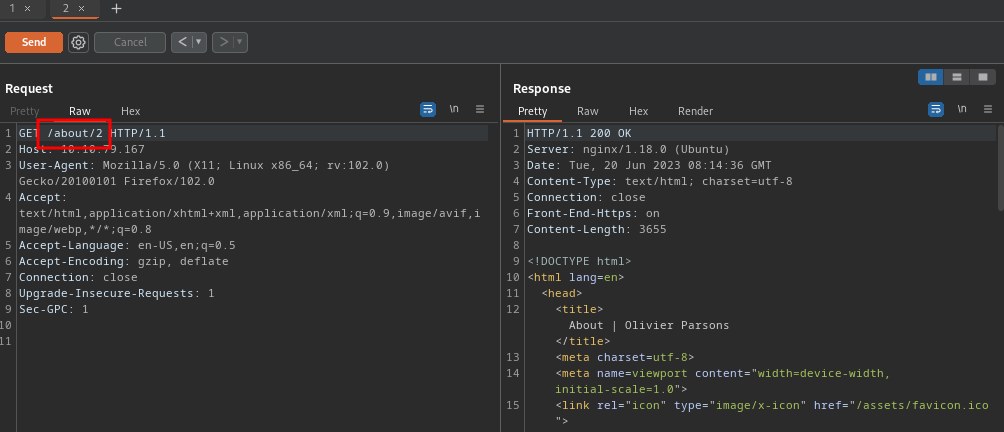 1 × 2 × +
Send Cancel < ▼ > ▼
Request
Pretty Raw Hex \n
1 GET /about/2 HTTP/1.1
2 Host: 10.10.79.167
3 User-Agent: Mozilla/5.0 (X11; Linux x86_64; rv:102.0)
Gecko/20100101 Firefox/102.0
4 Accept:
text/html,application/xhtml+xml,application/xml;q=0.9,image/avif,i
mage/webp,*/*;q=0.8
5 Accept-Language: en-US,en;q=0.5
6 Accept-Encoding: gzip, deflate
7 Connection: close
8 Upgrade-Insecure-Requests: 1
9 Sec-GPC: 1
10
11
Response
Pretty Raw Hex Render \n
1 HTTP/1.1 200 OK
2 Server: nginx/1.18.0 (Ubuntu)
3 Date: Tue, 20 Jun 2023 08:14:36 GMT
4 Content-Type: text/html; charset=utf-8
5 Connection: close
6 Front-End-Https: on
7 Content-Length: 3655
8
9 <!DOCTYPE html>
10 <html lang=en>
11 <head>
12 <title>
About | Olivier Parsons
</title>
13 <meta charset=utf-8>
14 <meta name=viewport content="width=device-width,
initial-scale=1.0">
15 <link rel="icon" type="image/x-icon" href="/assets/favicon.ico
">